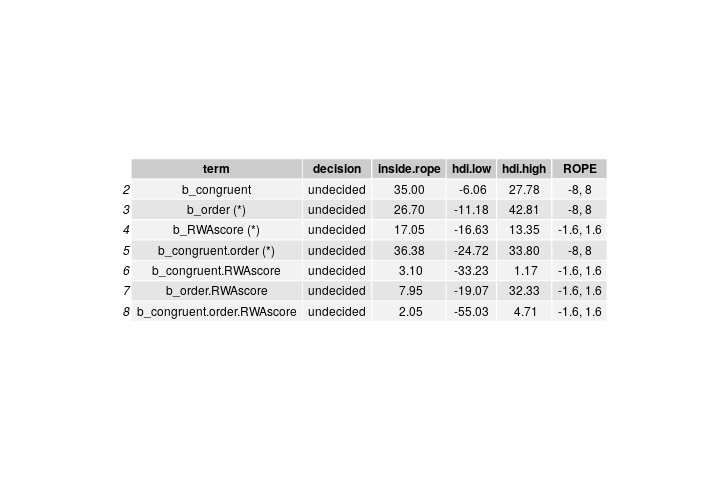 term decision inside.rope hdi.low hdi.high ROPE
2 b_congruent undecided 35.00 -6.06 27.78 -8, 8
3 b_order (*) undecided 26.70 -11.18 42.81 -8, 8
4 b_RWAscore (*) undecided 17.05 -16.63 13.35 -1.6, 1.6
5 b_congruent.order (*) undecided 36.38 -24.72 33.80 -8, 8
6 b_congruent.RWAscore undecided 3.10 -33.23 1.17 -1.6, 1.6
7 b_order.RWAscore undecided 7.95 -19.07 32.33 -1.6, 1.6
8 b_congruent.order.RWAscore undecided 2.05 -55.03 4.71 -1.6, 1.6